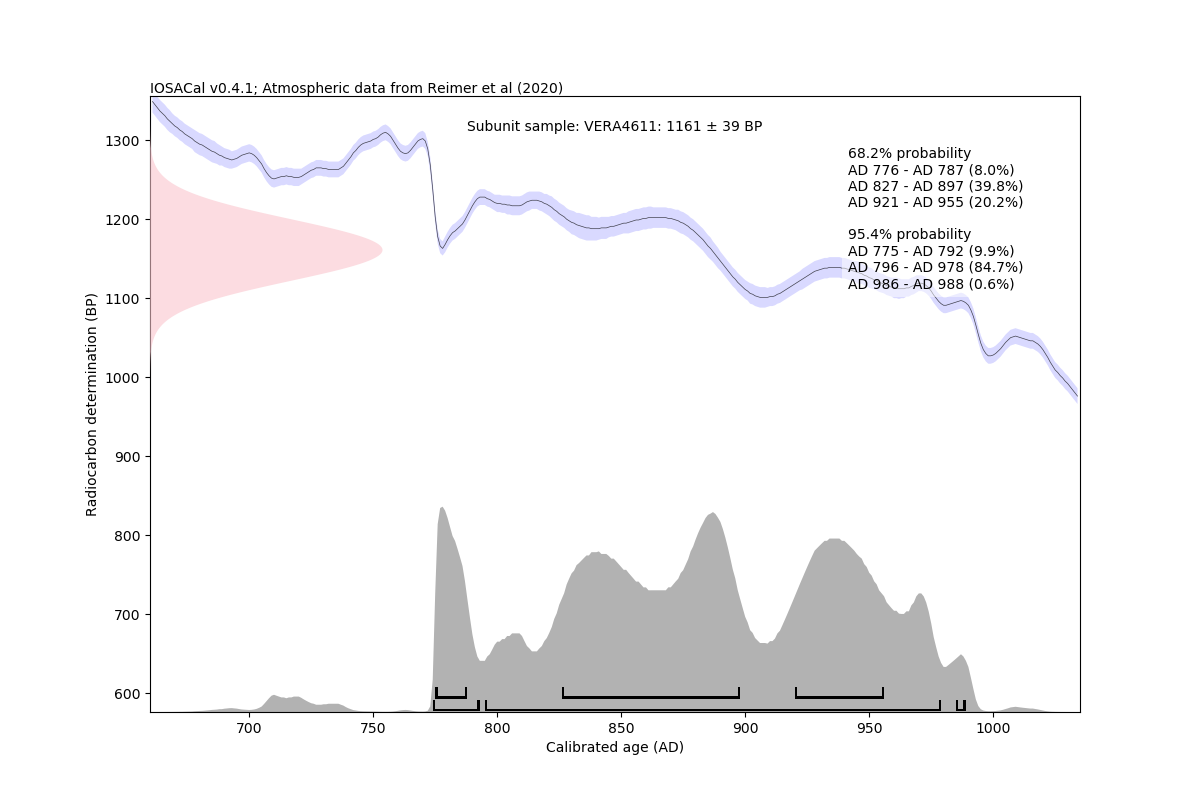 IOSACal v0.4.1; Atmospheric data from Reimer et al (2020)
Subunit sample: VERA4611: 1161 ± 39 BP
68.2% probability
AD 776 - AD 787 (8.0%)
AD 827 - AD 897 (39.8%)
AD 921 - AD 955 (20.2%)
95.4% probability
AD 775 - AD 792 (9.9%)
AD 796 - AD 978 (84.7%)
AD 986 - AD 988 (0.6%)
Radiocarbon determination (BP)
1300
1200
1100
1000
900
800
700
600
700 750 800 850 900 950 1000
Calibrated age (AD)